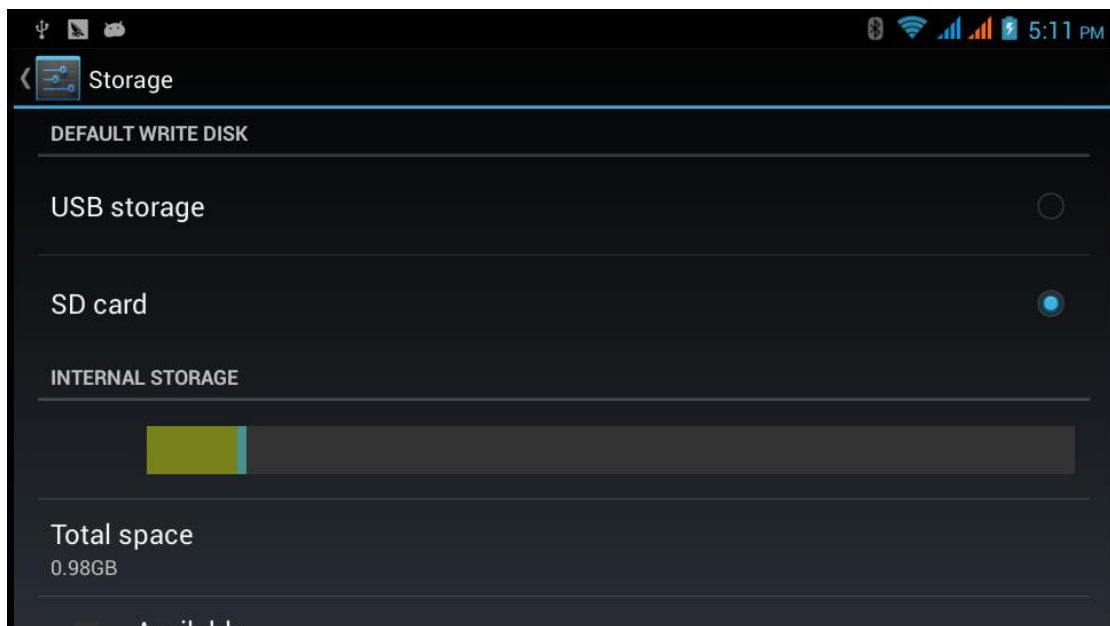 5:11 PM
Storage
DEFAULT WRITE DISK
USB storage
SD card
INTERNAL STORAGE
Total space
0.98GB